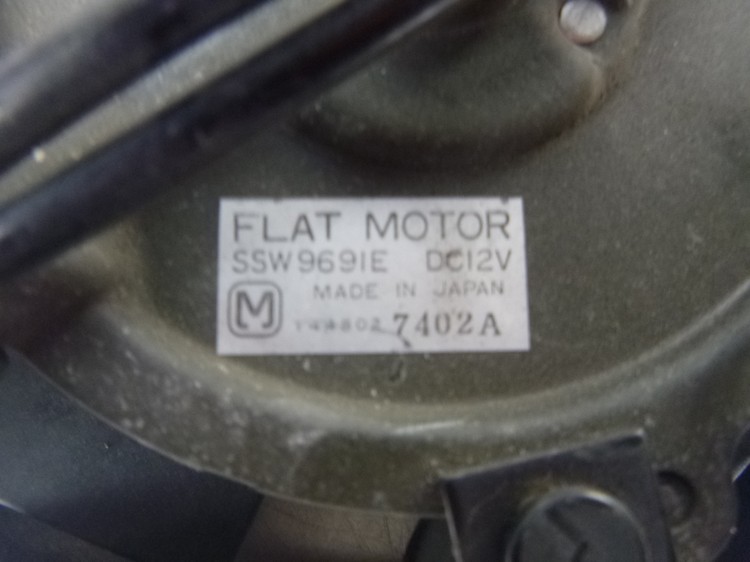 FLAT MOTOR
SSW9691E DC12V
MADE IN JAPAN
M 7402A